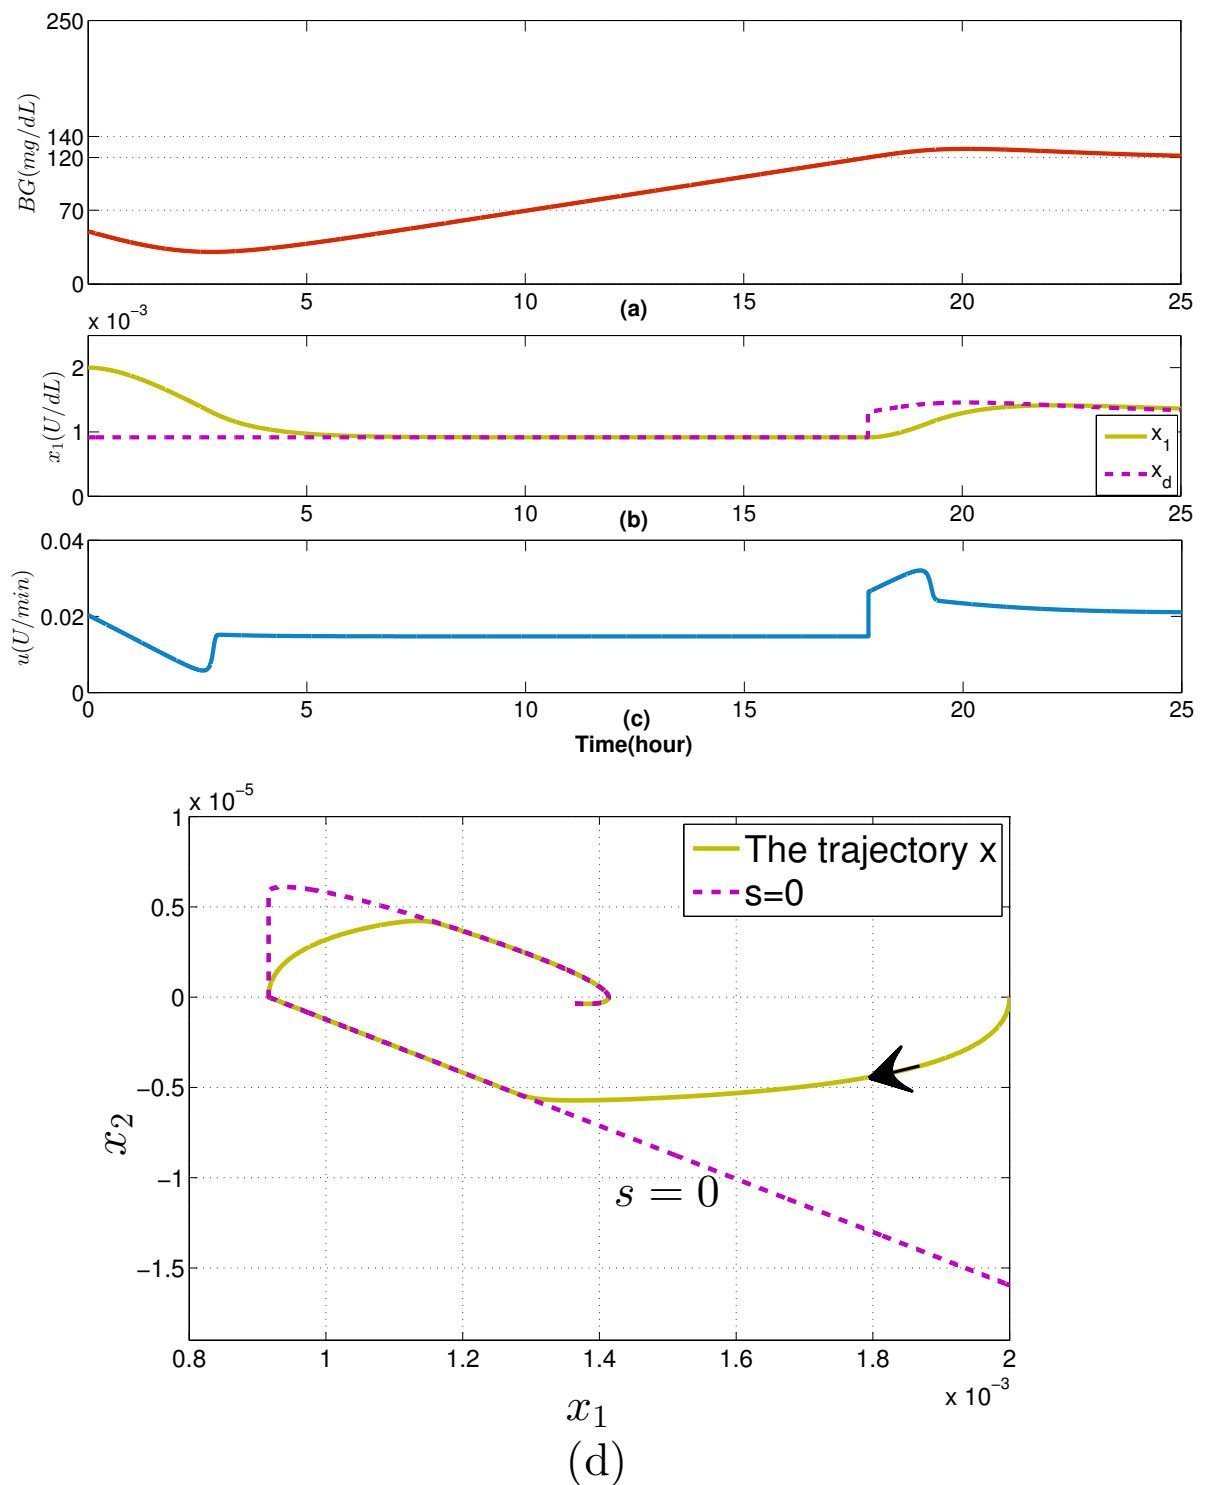 250
140
120
70
0
BG(mg/dL)
5 10 15 20 25
(a)
x 10⁻³
2
1
0
x₁(U/dL)
x₁
x_d
5 10 15 20 25
(b)
0.04
0.02
0
u(U/min)
0 5 10 15 20 25
(c)
Time(hour)
x 10⁻⁵
1
0.5
0
−0.5
−1
−1.5
x₂
The trajectory x
s=0
s = 0
0.8 1 1.2 1.4 1.6 1.8 2
x 10⁻³
x₁
(d)